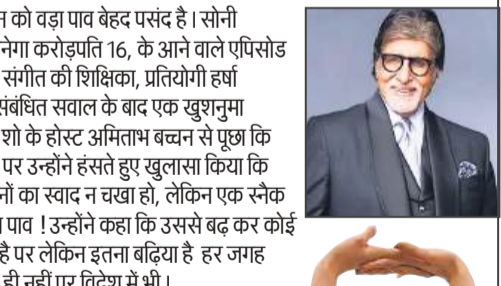 न को वड़ा पाव बेहद पसंद है । सोनी
नेगा करोड़पति 16, के आने वाले एपिसोड
संगीत की शिक्षिका, प्रतियोगी हर्षा
संबंधित सवाल के बाद एक खुशनुमा
शो के होस्ट अमिताभ बच्चन से पूछा कि
पर उन्होंने हंसते हुए खुलासा किया कि
नों का स्वाद न चखा हो, लेकिन एक स्नैक
पाव ! उन्होंने कहा कि उससे बढ़ कर कोई
है पर लेकिन इतना बढ़िया है हर जगह
ही नहीं पर विदेश में भी ।